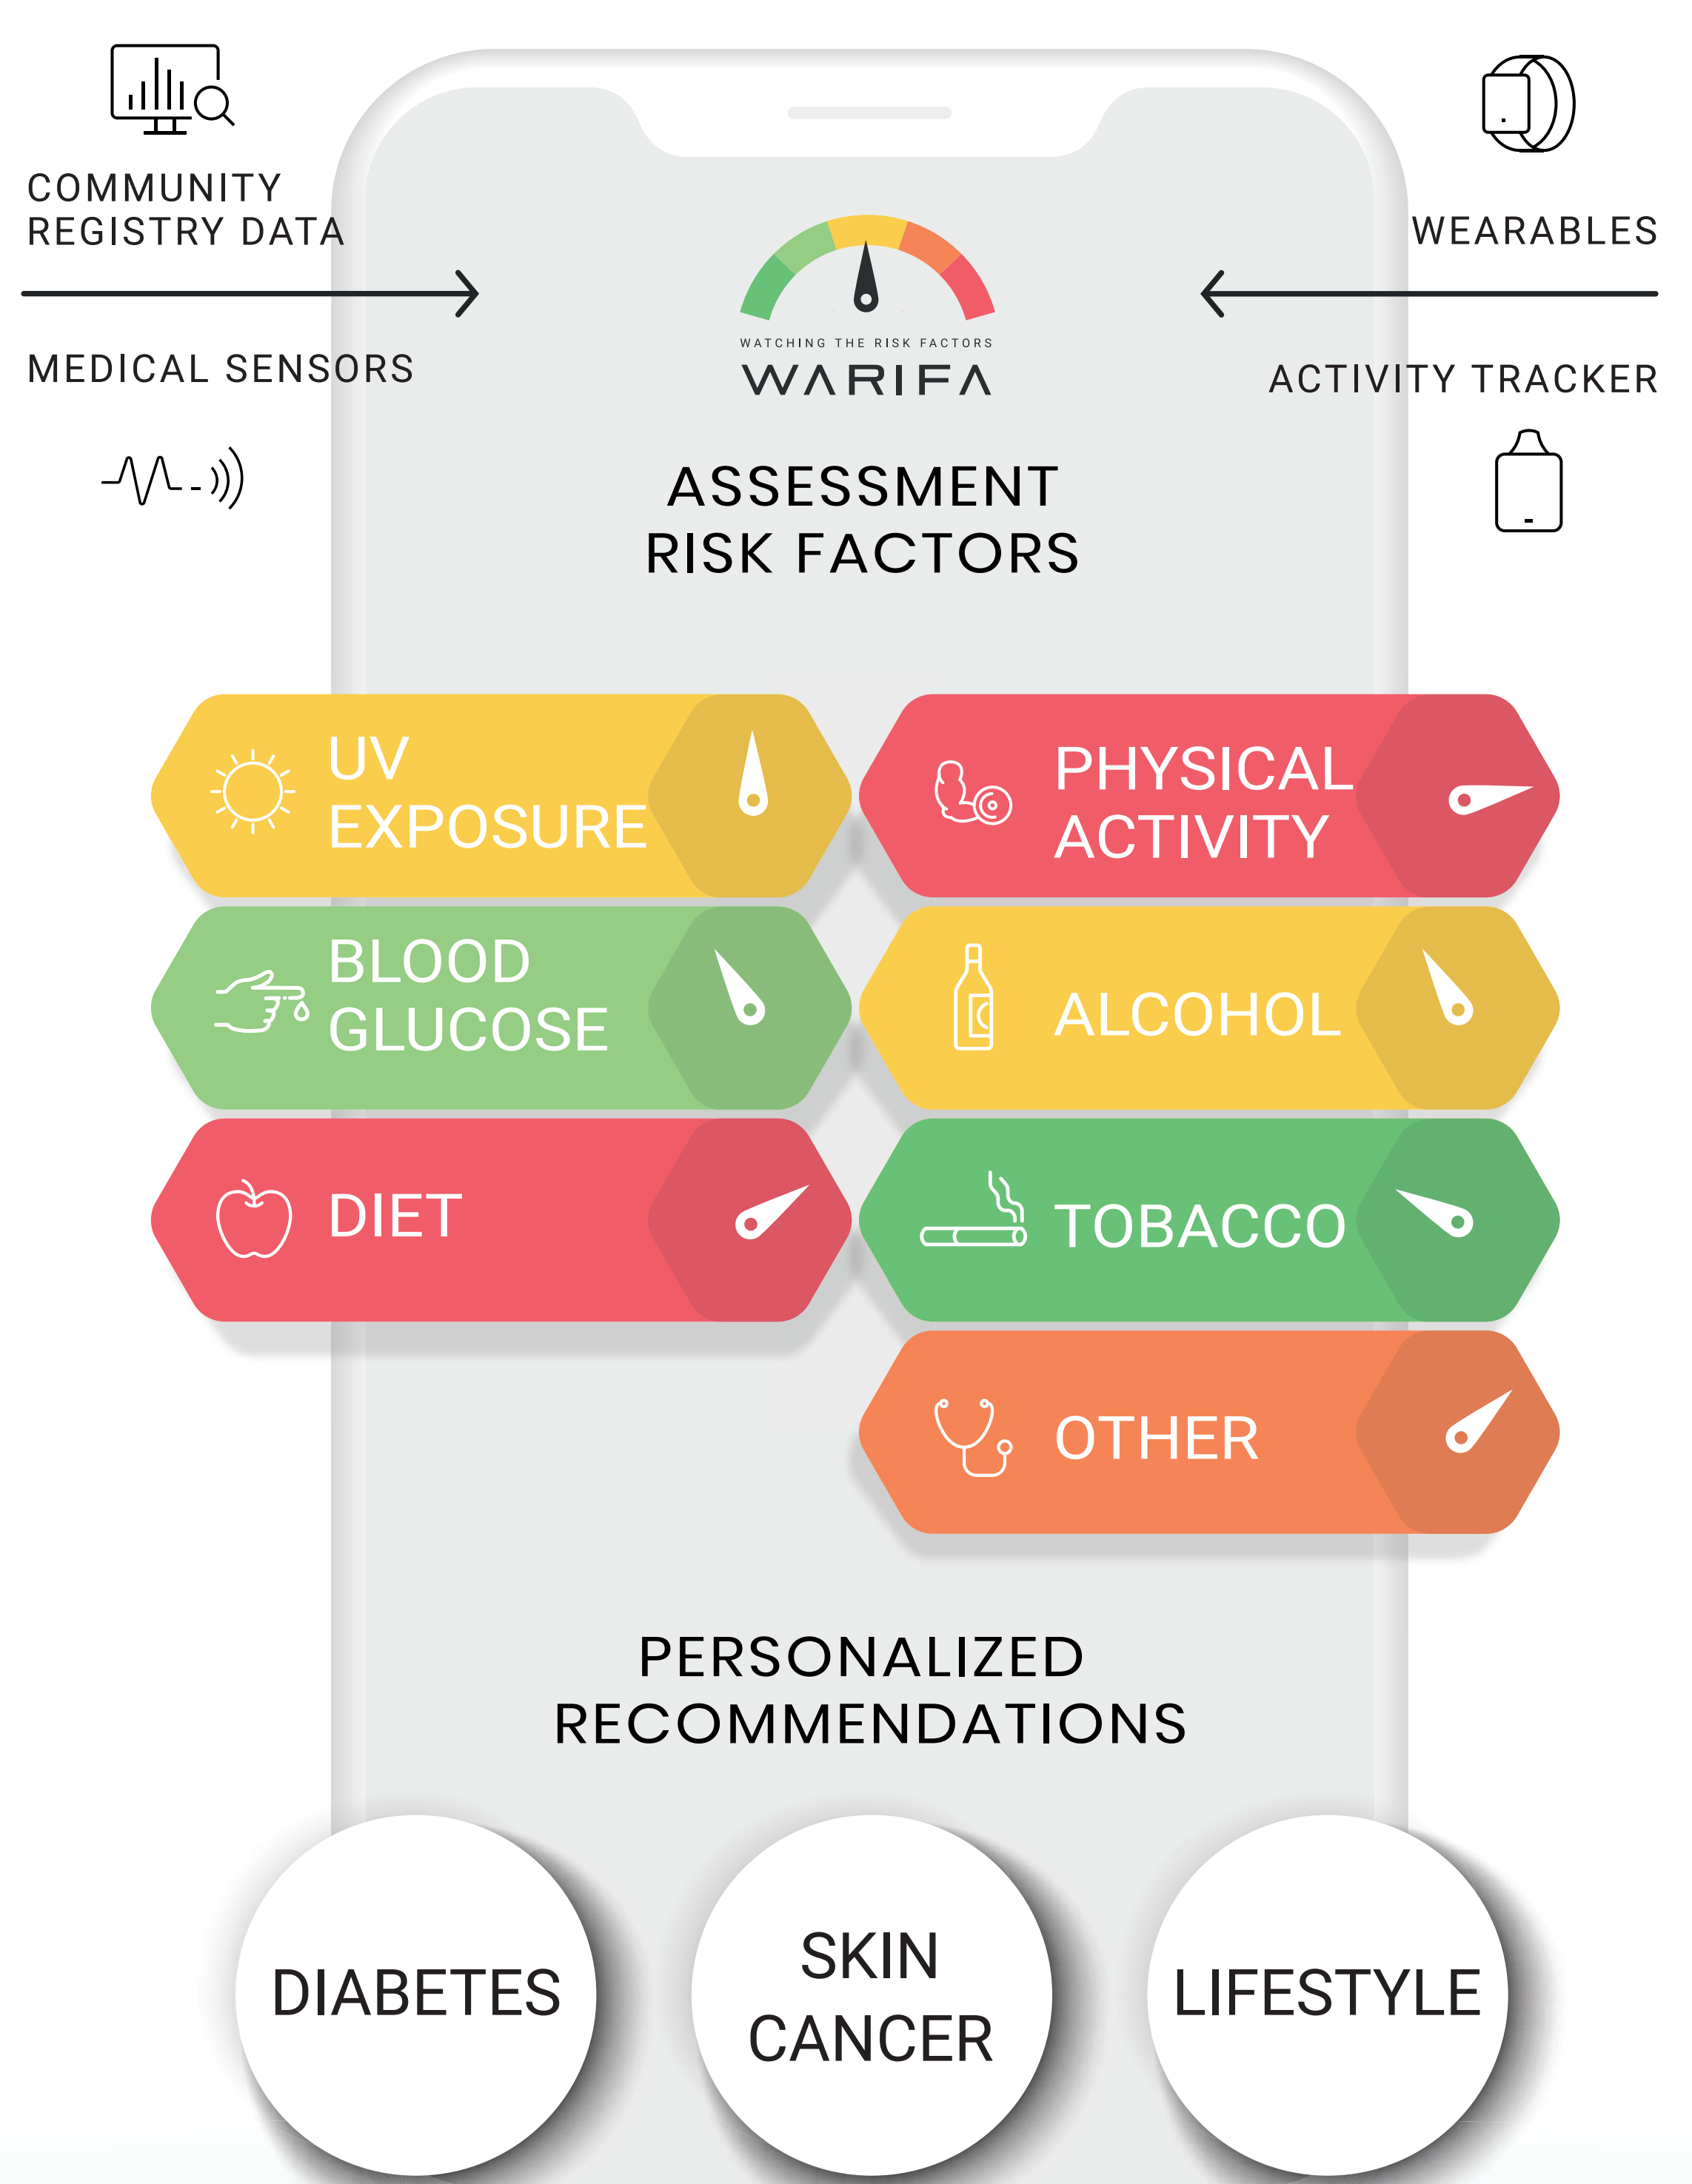 COMMUNITY
REGISTRY DATA
MEDICAL SENSORS
WEARABLES
ACTIVITY TRACKER
WATCHING THE RISK FACTORS
WARIFA
ASSESSMENT
RISK FACTORS
UV
EXPOSURE
PHYSICAL
ACTIVITY
BLOOD
GLUCOSE
ALCOHOL
DIET
TOBACCO
OTHER
PERSONALIZED
RECOMMENDATIONS
DIABETES
SKIN
CANCER
LIFESTYLE